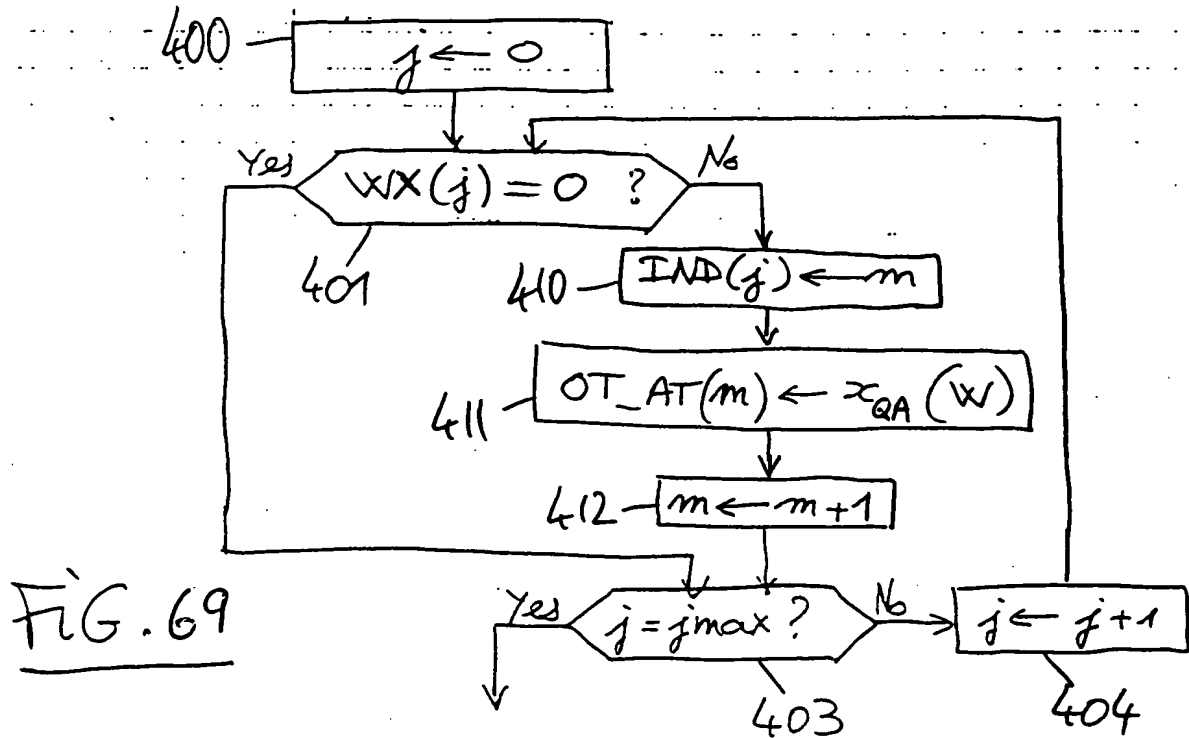 400
j ← 0
Yes
WX(j) = 0 ?
No
401
410
IND(j) ← m
411
OT_AT(m) ← x_QA (W)
412
m ← m+1
FiG. 69
Yes
j = jmax ?
No
j ← j+1
403
404